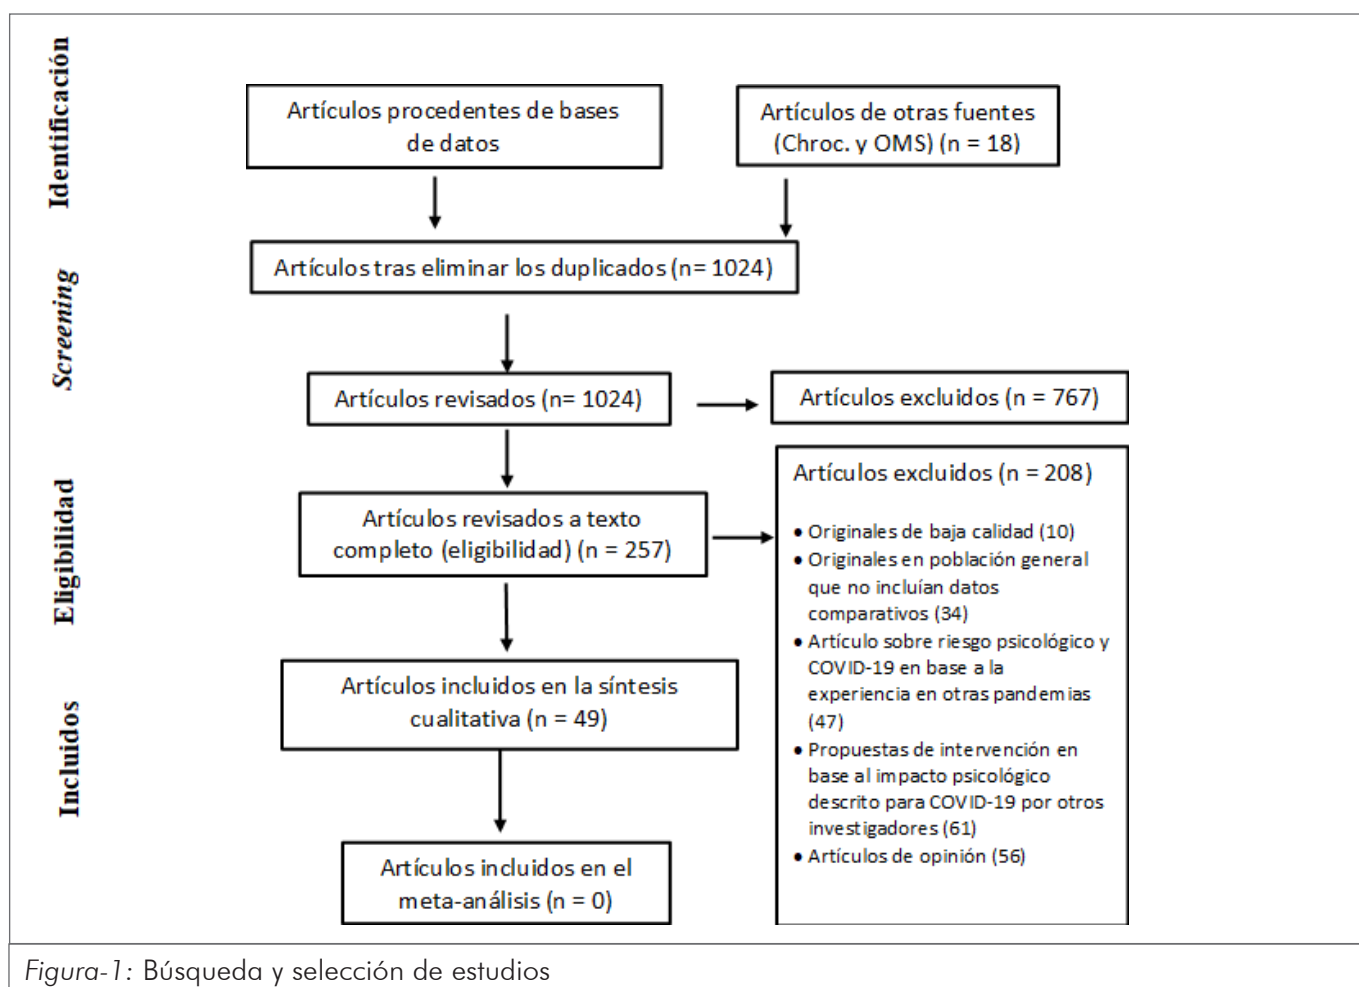 Identificación
Artículos procedentes de bases
de datos
Artículos de otras fuentes
(Chroc. y OMS) (n = 18)
Screening
Artículos tras eliminar los duplicados (n= 1024)
Artículos revisados (n= 1024)
Artículos excluidos (n = 767)
Eligibilidad
Artículos revisados a texto
completo (eligibilidad) (n = 257)
Artículos excluidos (n = 208)
• Originales de baja calidad (10)
• Originales en población general
que no incluían datos
comparativos (34)
• Artículo sobre riesgo psicológico y
COVID-19 en base a la
experiencia en otras pandemias
(47)
• Propuestas de intervención en
base al impacto psicológico
descrito para COVID-19 por otros
investigadores (61)
• Artículos de opinión (56)
Incluidos
Artículos incluidos en la síntesis
cualitativa (n = 49)
Artículos incluidos en el
meta-análisis (n = 0)
Figura-1: Búsqueda y selección de estudios